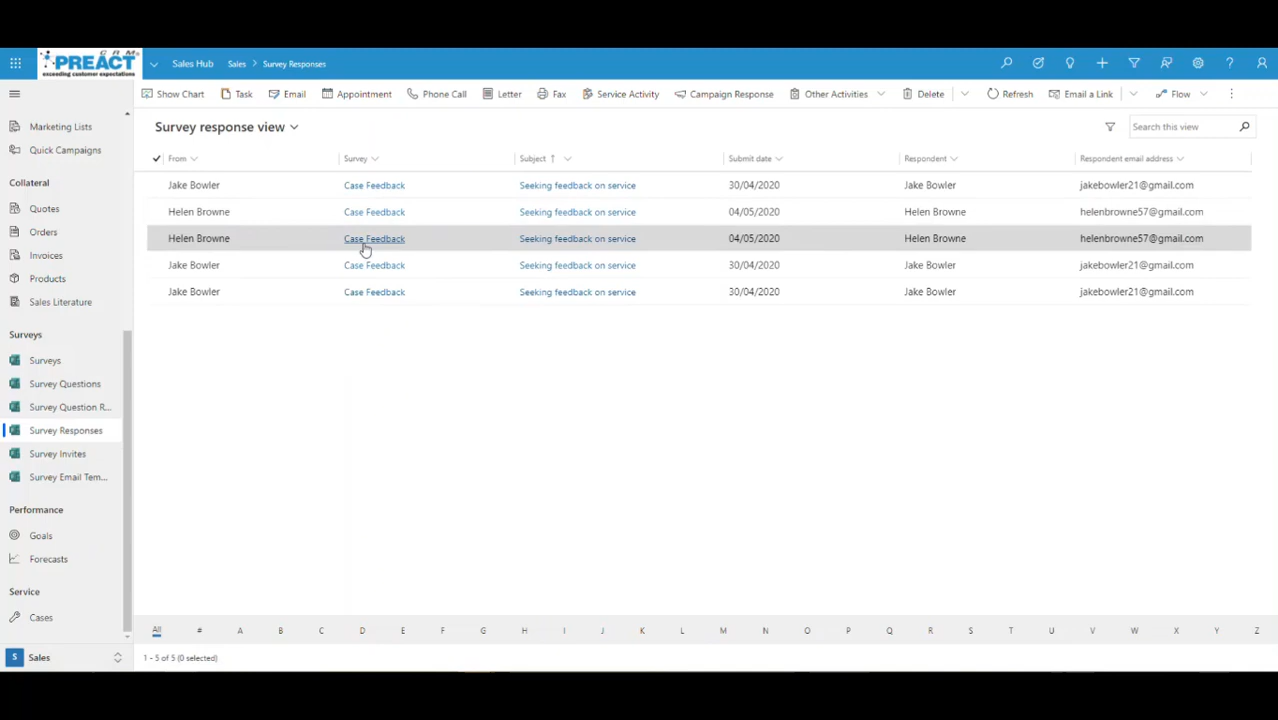 CRM
PREACT
exceeding customer expectations
Sales Hub Sales > Survey Responses
Show Chart Task Email Appointment Phone Call Letter Fax Service Activity Campaign Response Other Activities Delete Refresh Email a Link Flow
Marketing Lists
Quick Campaigns
Collateral
Quotes
Orders
Invoices
Products
Sales Literature
Surveys
Surveys
Survey Questions
Survey Question R...
Survey Responses
Survey Invites
Survey Email Tem...
Performance
Goals
Forecasts
Service
Cases
S Sales
Survey response view
Search this view
From Survey Subject ↑ Submit date Respondent Respondent email address
Jake Bowler Case Feedback Seeking feedback on service 30/04/2020 Jake Bowler jakebowler21@gmail.com
Helen Browne Case Feedback Seeking feedback on service 04/05/2020 Helen Browne helenbrowne57@gmail.com
Helen Browne Case Feedback Seeking feedback on service 04/05/2020 Helen Browne helenbrowne57@gmail.com
Jake Bowler Case Feedback Seeking feedback on service 30/04/2020 Jake Bowler jakebowler21@gmail.com
Jake Bowler Case Feedback Seeking feedback on service 30/04/2020 Jake Bowler jakebowler21@gmail.com
All # A B C D E F G H I J K L M N O P Q R S T U V W X Y Z
1 - 5 of 5 (0 selected)